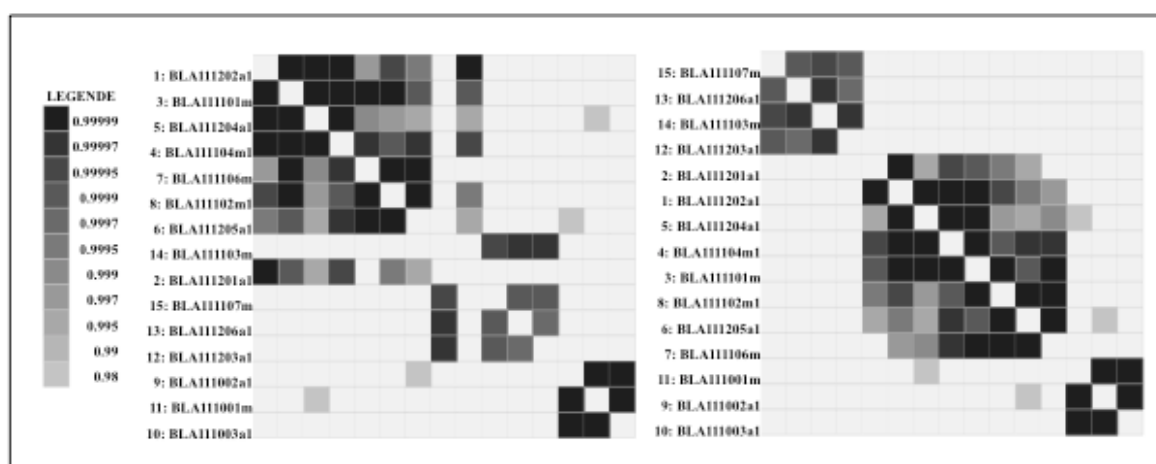 LEGENDE
0.99999
0.99997
0.99995
0.9999
0.9997
0.9995
0.999
0.997
0.995
0.99
0.98
1: BLA111202a1
3: BLA111101m
5: BLA111204a1
4: BLA111104m1
7: BLA111106m
8: BLA111102m1
6: BLA111205a1
14: BLA111103m
2: BLA111201a1
15: BLA111107m
13: BLA111206a1
12: BLA111203a1
9: BLA111002a1
11: BLA111001m
10: BLA111003a1
15: BLA111107m
13: BLA111206a1
14: BLA111103m
12: BLA111203a1
2: BLA111201a1
1: BLA111202a1
5: BLA111204a1
4: BLA111104m1
3: BLA111101m
8: BLA111102m1
6: BLA111205a1
7: BLA111106m
11: BLA111001m
9: BLA111002a1
10: BLA111003a1